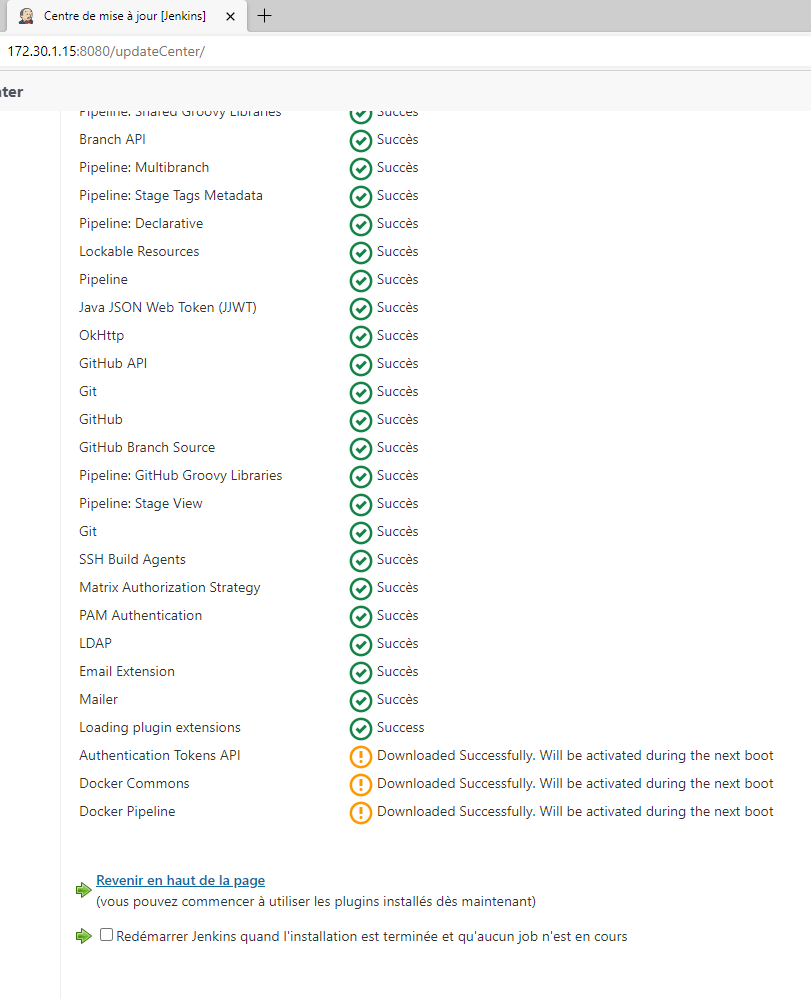 Centre de mise à jour [Jenkins]
172.30.1.15:8080/updateCenter/
ter
Pipeline: Shared Groovy Libraries Succès
Branch API Succès
Pipeline: Multibranch Succès
Pipeline: Stage Tags Metadata Succès
Pipeline: Declarative Succès
Lockable Resources Succès
Pipeline Succès
Java JSON Web Token (JJWT) Succès
OkHttp Succès
GitHub API Succès
Git Succès
GitHub Succès
GitHub Branch Source Succès
Pipeline: GitHub Groovy Libraries Succès
Pipeline: Stage View Succès
Git Succès
SSH Build Agents Succès
Matrix Authorization Strategy Succès
PAM Authentication Succès
LDAP Succès
Email Extension Succès
Mailer Succès
Loading plugin extensions Success
Authentication Tokens API Downloaded Successfully. Will be activated during the next boot
Docker Commons Downloaded Successfully. Will be activated during the next boot
Docker Pipeline Downloaded Successfully. Will be activated during the next boot
Revenir en haut de la page
(vous pouvez commencer à utiliser les plugins installés dès maintenant)
Redémarrer Jenkins quand l'installation est terminée et qu'aucun job n'est en cours